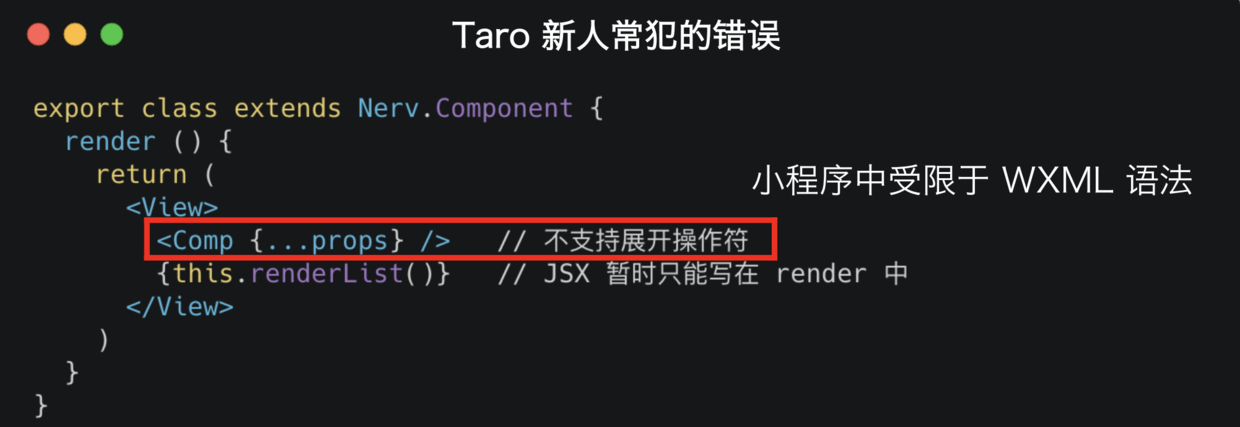 Taro 新人常犯的错误
export class extends Nerv.Component {
render () {
return (
小程序中受限于 WXML 语法
<View>
<Comp {...props} /> // 不支持展开操作符
{this.renderList()} // JSX 暂时只能写在 render 中
</View>
)
}
}